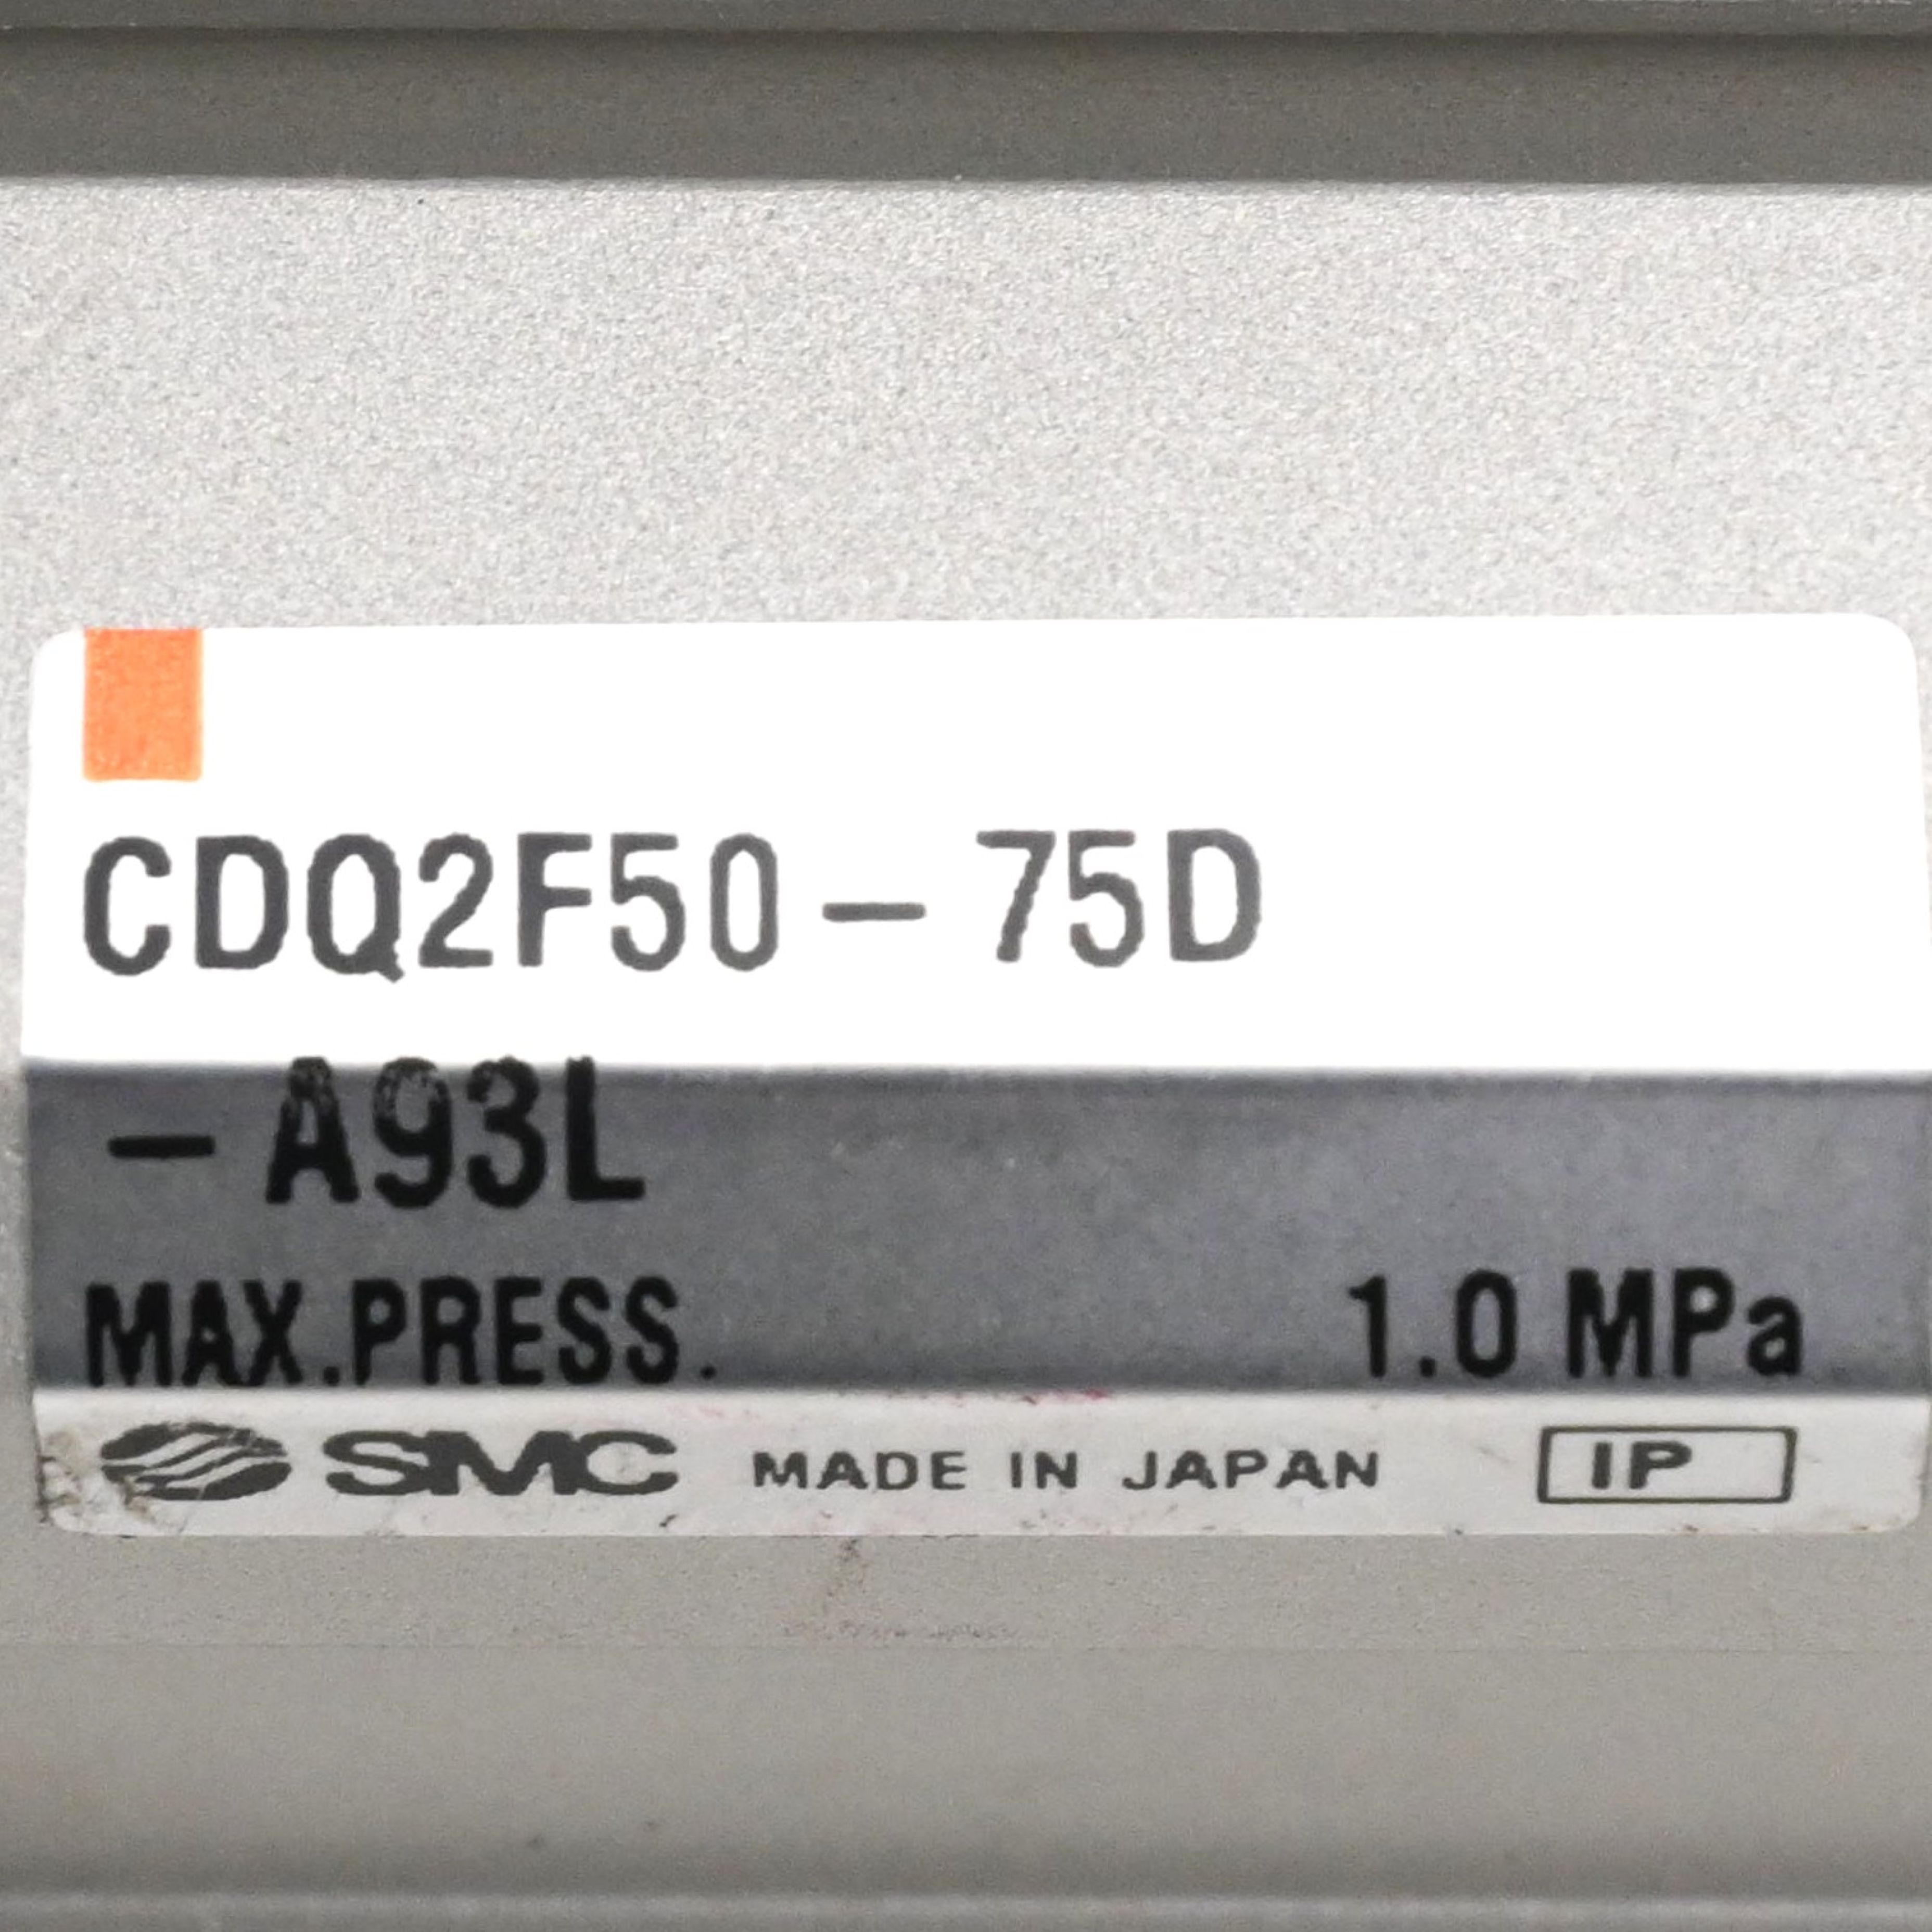 CDQ2F50-75D
-A93L
MAX.PRESS. 1.0 MPa
SMC MADE IN JAPAN IP